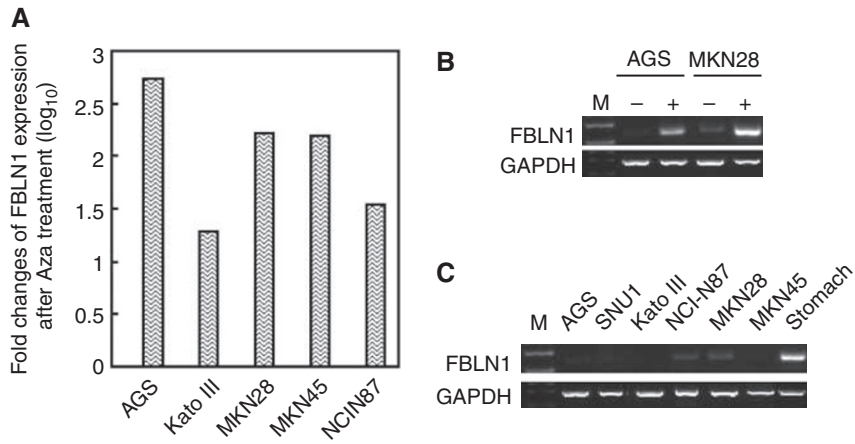 A
Fold changes of FBLN1 expression
after Aza treatment (log10)
3
2.5
2
1.5
1
0.5
0
AGS
Kato III
MKN28
MKN45
NCIN87
B
AGS MKN28
M – + – +
FBLN1
GAPDH
C
M AGS SNU1 Kato III NCI-N87 MKN28 MKN45 Stomach
FBLN1
GAPDH